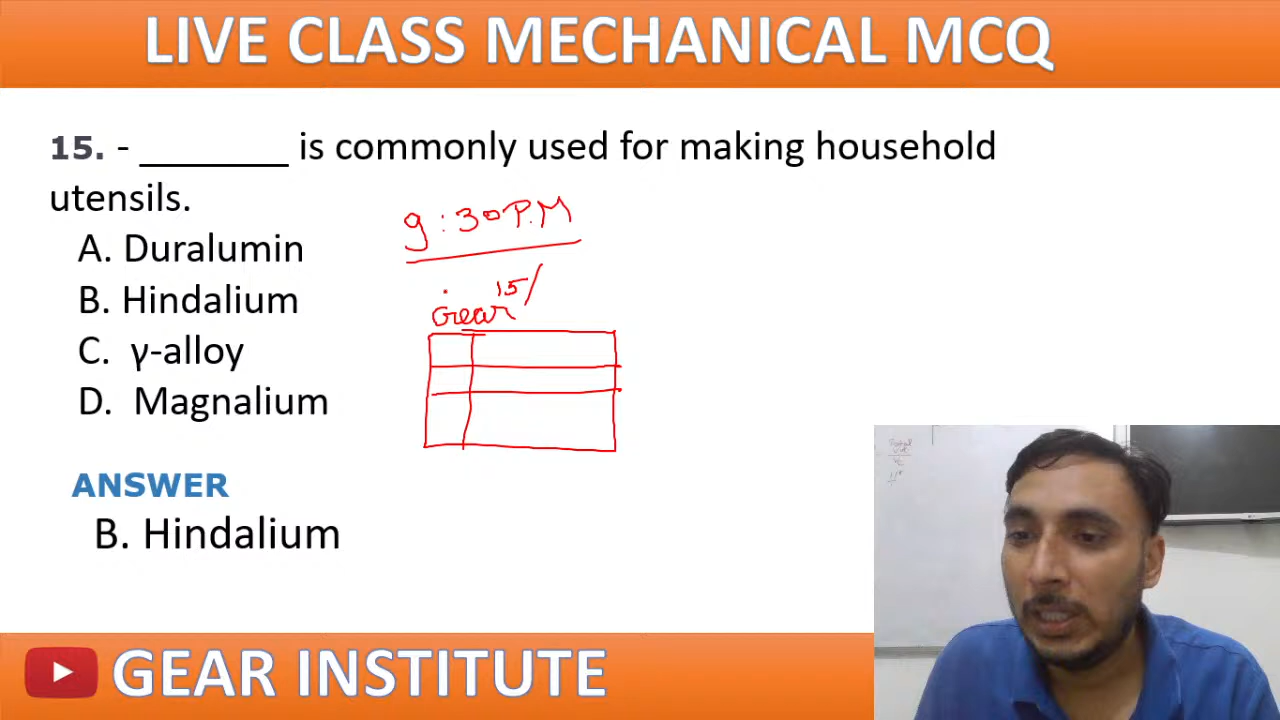 LIVE CLASS MECHANICAL MCQ
15. - _______ is commonly used for making household
utensils.
9:30 P.M
A. Duralumin
B. Hindalium
Gear 15/
C. γ-alloy
D. Magnalium
ANSWER
B. Hindalium
GEAR INSTITUTE